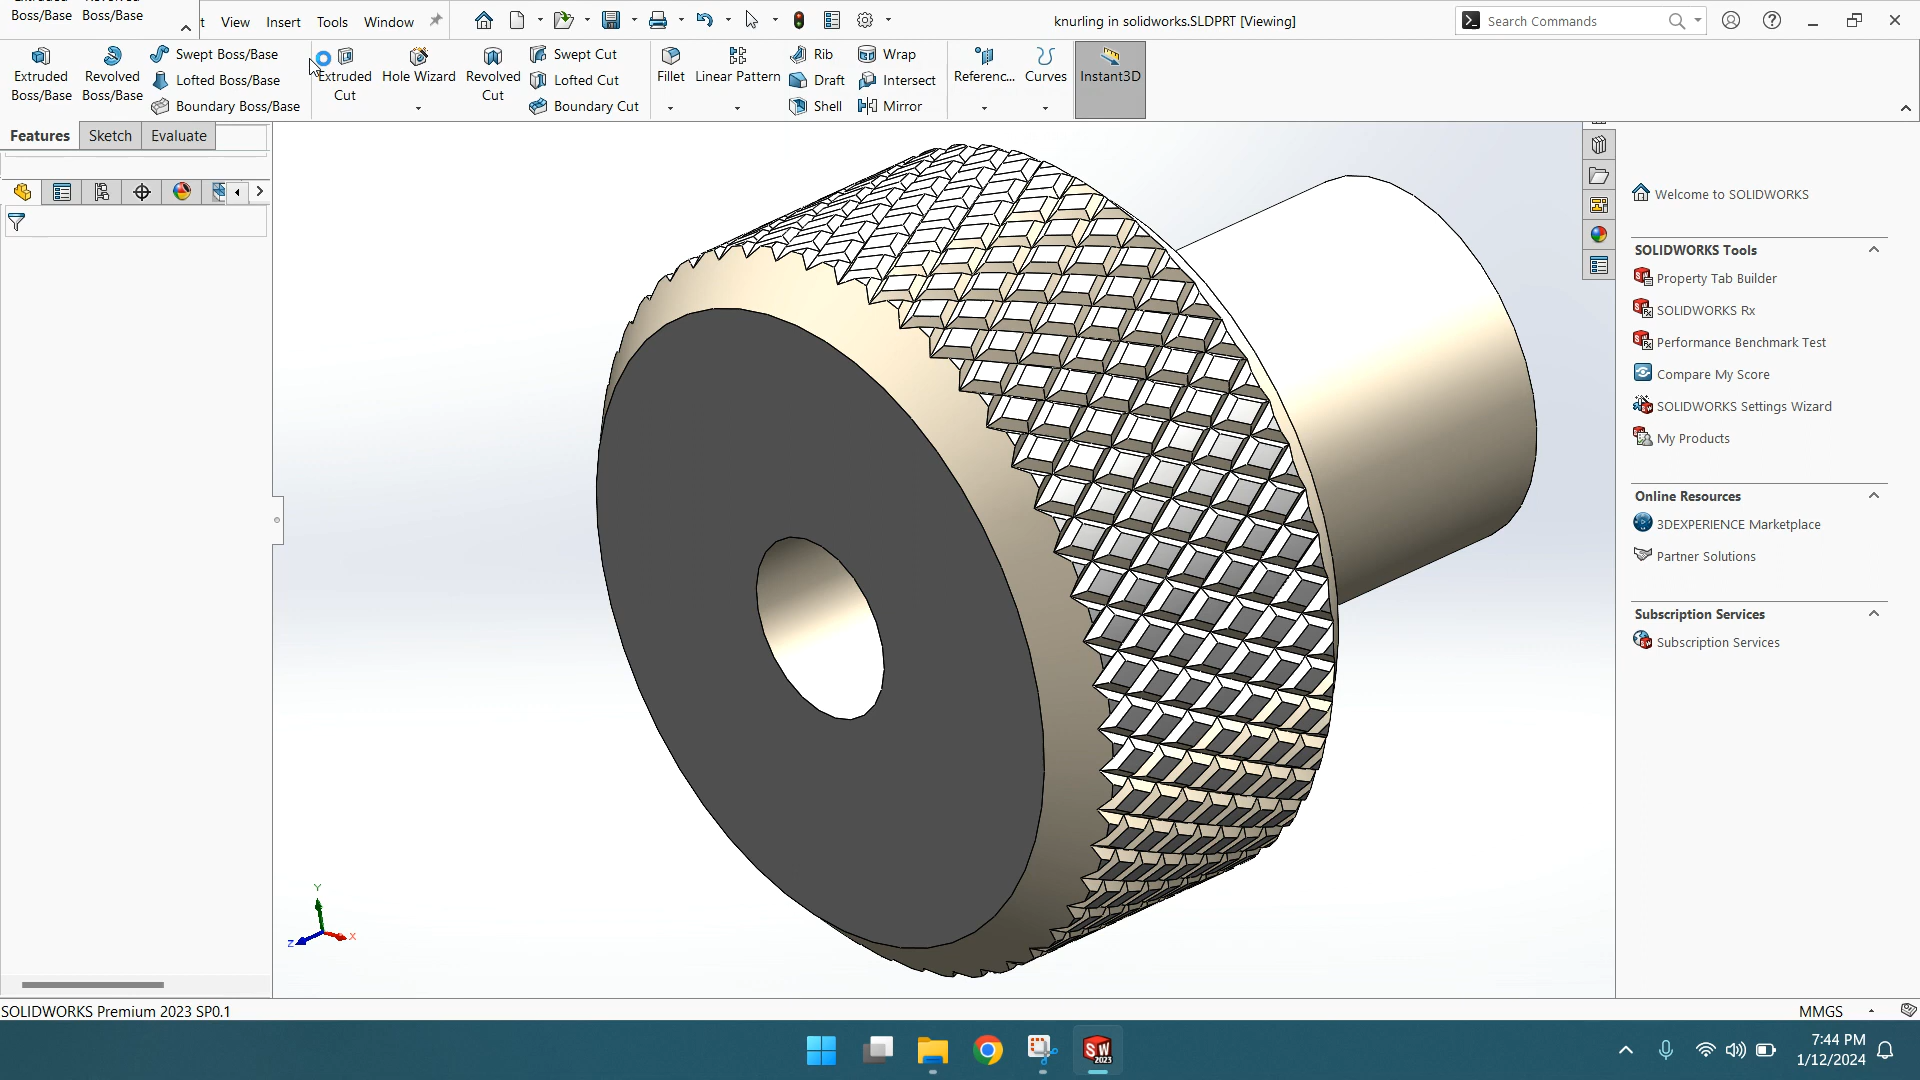 View Insert Tools Window
knurling in solidworks.SLDPRT [Viewing]
Search Commands
Extruded
Boss/Base
Revolved
Boss/Base
Swept Boss/Base
Lofted Boss/Base
Boundary Boss/Base
Extruded
Cut
Hole Wizard
Revolved
Cut
Swept Cut
Lofted Cut
Boundary Cut
Fillet
Linear Pattern
Rib
Draft
Shell
Wrap
Intersect
Mirror
Referenc...
Curves
Instant3D
Features Sketch Evaluate
Welcome to SOLIDWORKS
SOLIDWORKS Tools
Property Tab Builder
SOLIDWORKS Rx
Performance Benchmark Test
Compare My Score
SOLIDWORKS Settings Wizard
My Products
Online Resources
3DEXPERIENCE Marketplace
Partner Solutions
Subscription Services
Subscription Services
Y
Z
X
SOLIDWORKS Premium 2023 SP0.1
MMGS
SW
2023
7:44 PM
1/12/2024